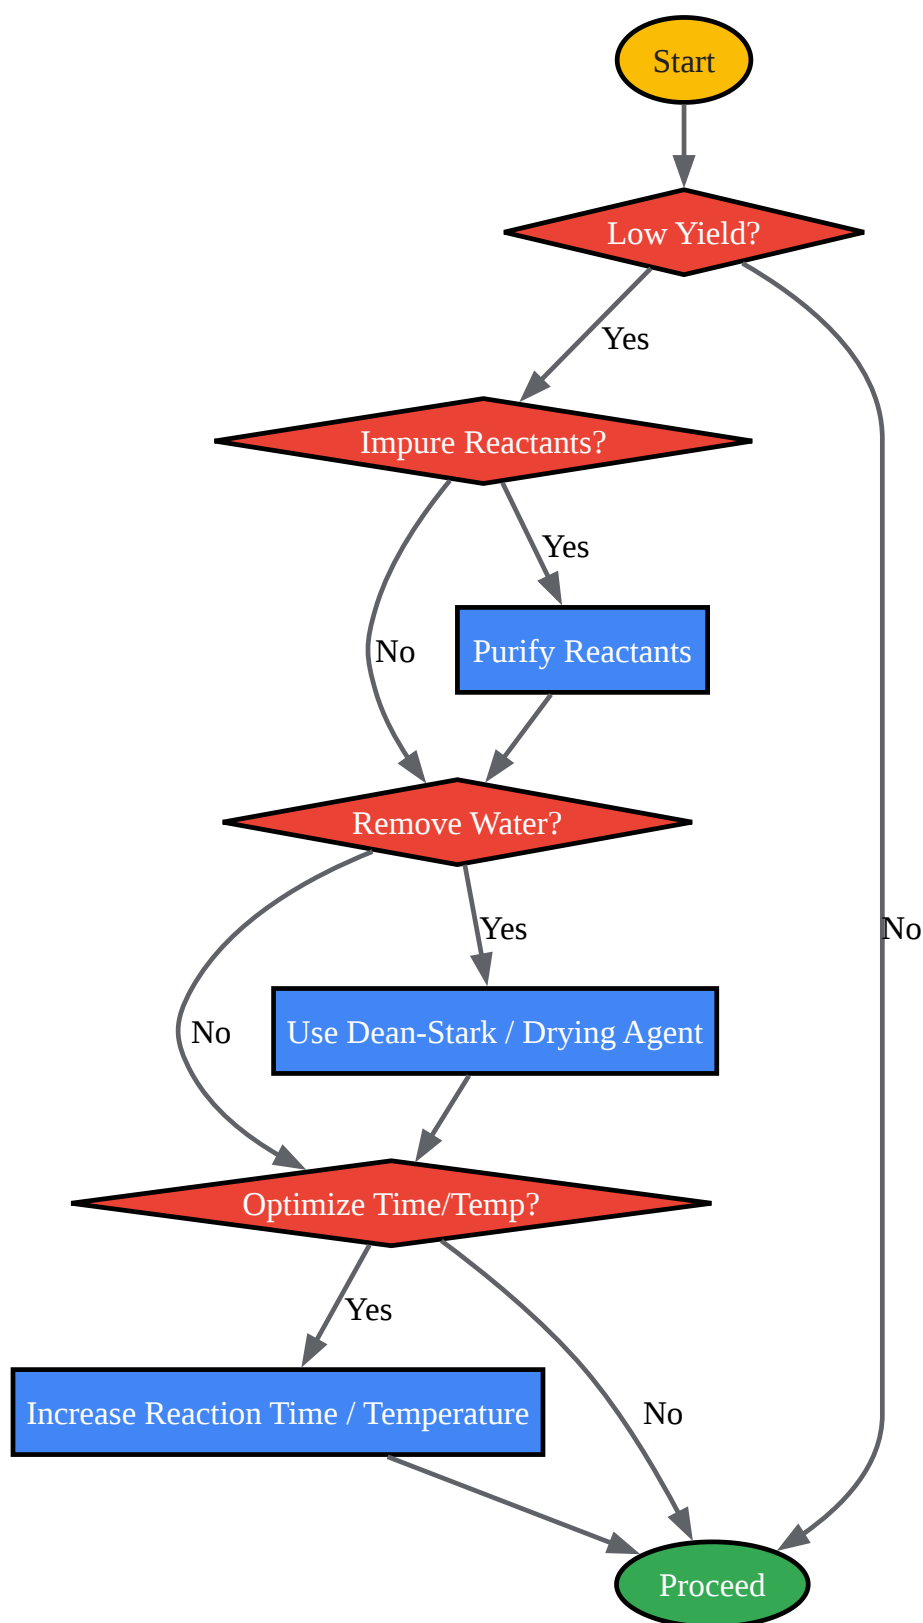 Start
Low Yield?
Yes
Impure Reactants?
Yes
No
Purify Reactants
Remove Water?
Yes
No
No
Use Dean-Stark / Drying Agent
Optimize Time/Temp?
Yes
Increase Reaction Time / Temperature
No
Proceed